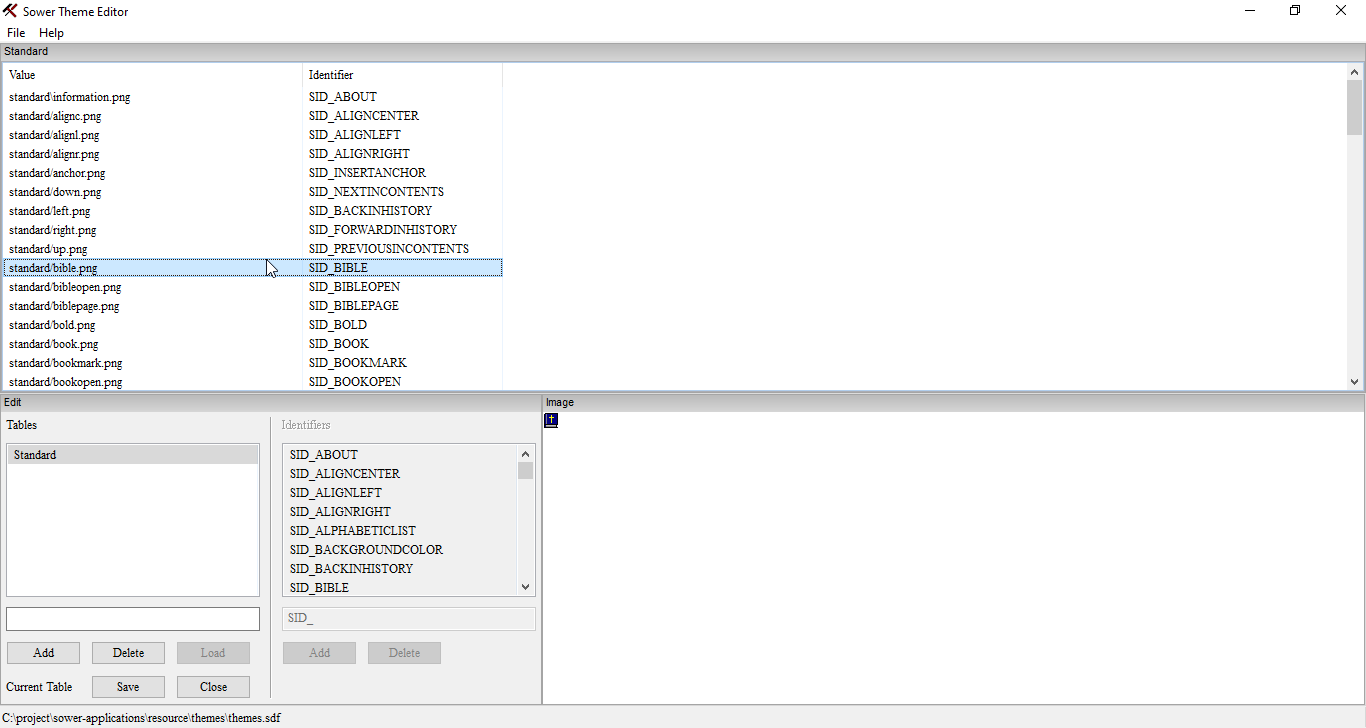 Sower Theme Editor
File Help
Standard
Value Identifier
standard\information.png SID_ABOUT
standard/alignc.png SID_ALIGNCENTER
standard/alignl.png SID_ALIGNLEFT
standard/alignr.png SID_ALIGNRIGHT
standard/anchor.png SID_INSERTANCHOR
standard/down.png SID_NEXTINCONTENTS
standard/left.png SID_BACKINHISTORY
standard/right.png SID_FORWARDINHISTORY
standard/up.png SID_PREVIOUSINCONTENTS
standard/bible.png SID_BIBLE
standard/bibleopen.png SID_BIBLEOPEN
standard/biblepage.png SID_BIBLEPAGE
standard/bold.png SID_BOLD
standard/book.png SID_BOOK
standard/bookmark.png SID_BOOKMARK
standard/bookopen.png SID_BOOKOPEN
Edit
Tables
Standard
Add Delete Load
Current Table Save Close
Identifiers
SID_ABOUT
SID_ALIGNCENTER
SID_ALIGNLEFT
SID_ALIGNRIGHT
SID_ALPHABETICLIST
SID_BACKGROUNDCOLOR
SID_BACKINHISTORY
SID_BIBLE
SID_
Add Delete
Image
C:\project\sower-applications\resource\themes\themes.sdf